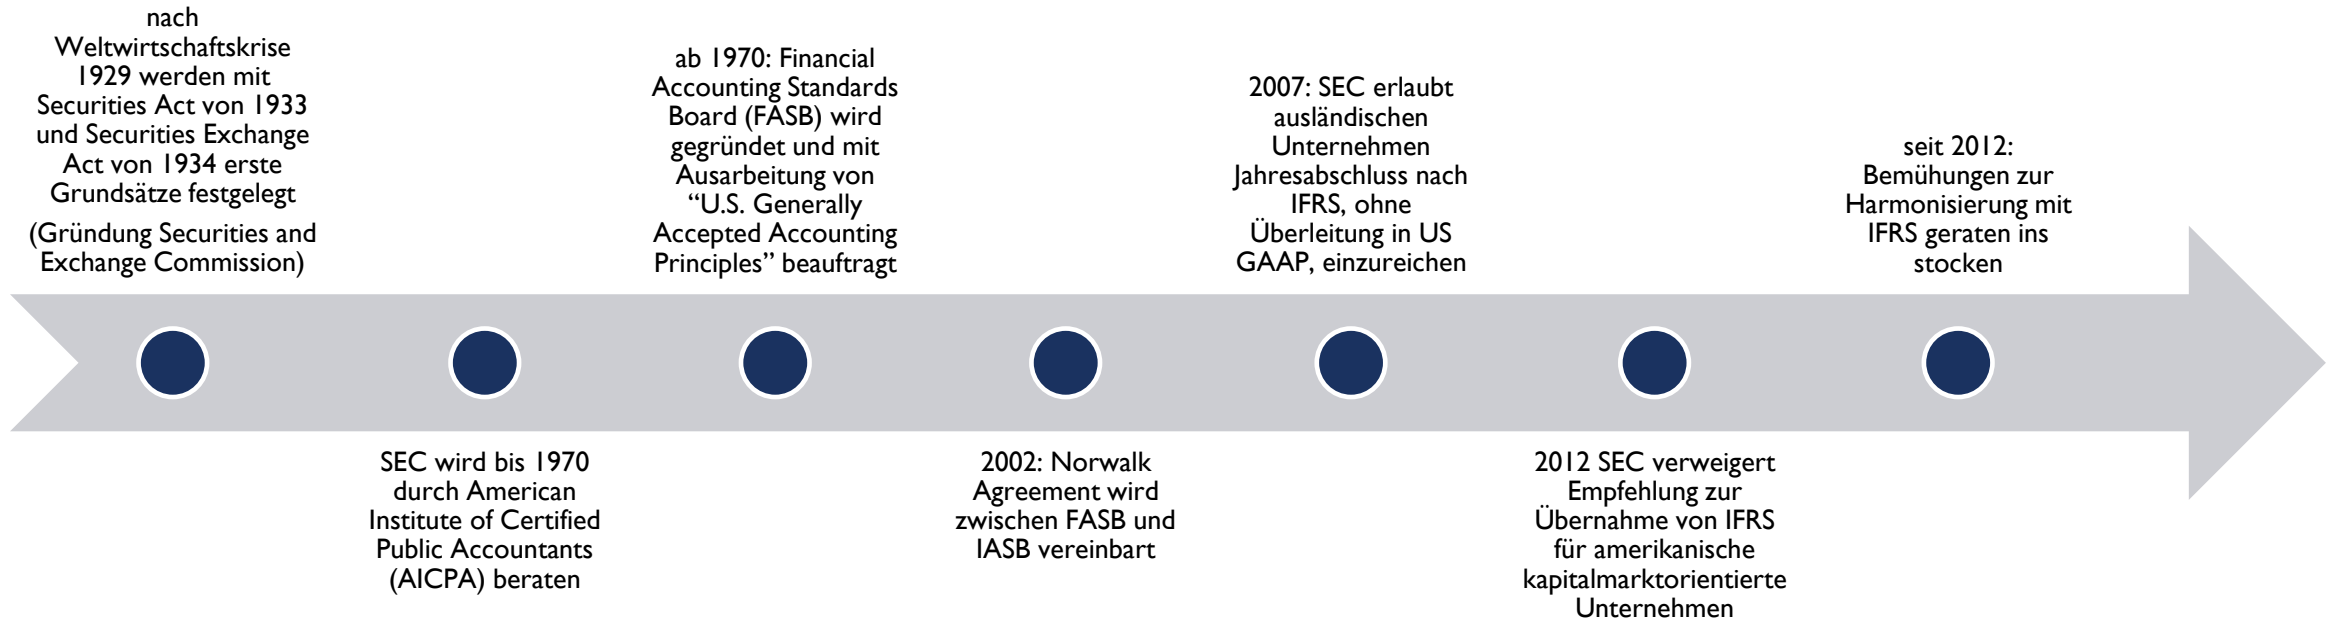 nach
Weltwirtschaftskrise
1929 werden mit
Securities Act von 1933
und Securities Exchange
Act von 1934 erste
Grundsätze festgelegt
(Gründung Securities and
Exchange Commission)
SEC wird bis 1970
durch American
Institute of Certified
Public Accountants
(AICPA) beraten
ab 1970: Financial
Accounting Standards
Board (FASB) wird
gegründet und mit
Ausarbeitung von
“U.S. Generally
Accepted Accounting
Principles” beauftragt
2002: Norwalk
Agreement wird
zwischen FASB und
IASB vereinbart
2007: SEC erlaubt
ausländischen
Unternehmen
Jahresabschluss nach
IFRS, ohne
Überleitung in US
GAAP, einzureichen
2012 SEC verweigert
Empfehlung zur
Übernahme von IFRS
für amerikanische
kapitalmarktorientierte
Unternehmen
seit 2012:
Bemühungen zur
Harmonisierung mit
IFRS geraten ins
stocken